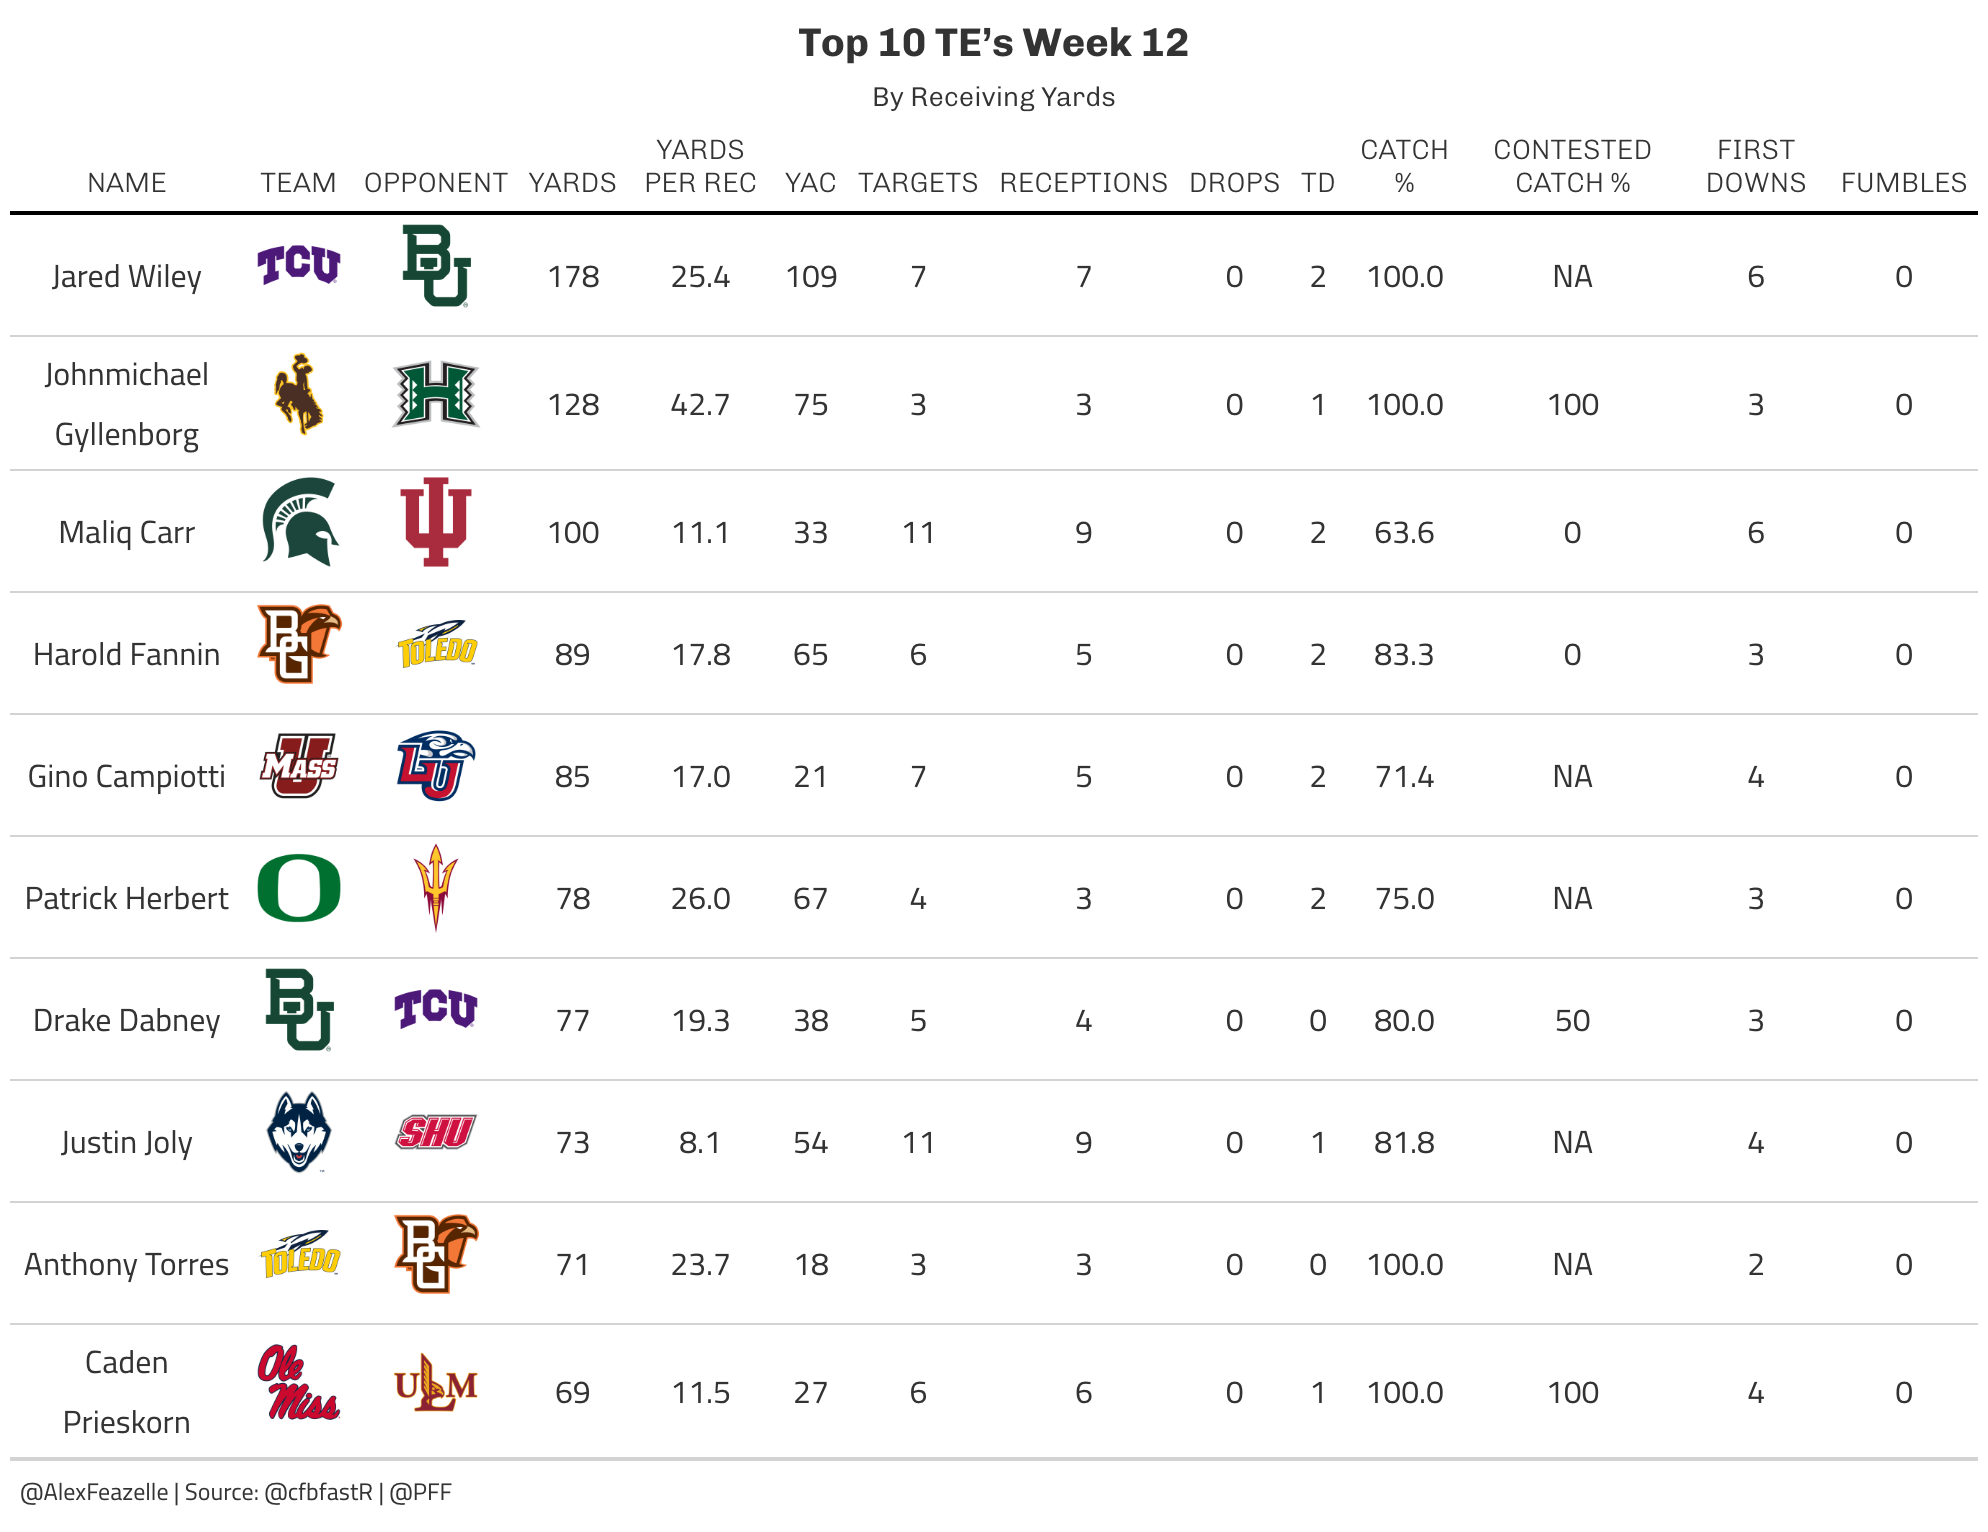 Top 10 TE’s Week 12
By Receiving Yards
NAME TEAM OPPONENT YARDS YARDS PER REC YAC TARGETS RECEPTIONS DROPS TD CATCH % CONTESTED CATCH % FIRST DOWNS FUMBLES
Jared Wiley TCU BU 178 25.4 109 7 7 0 2 100.0 NA 6 0
Johnmichael Gyllenborg H 128 42.7 75 3 3 0 1 100.0 100 3 0
Maliq Carr IU 100 11.1 33 11 9 0 2 63.6 0 6 0
Harold Fannin BG TOLEDO 89 17.8 65 6 5 0 2 83.3 0 3 0
Gino Campiotti UMASS LU 85 17.0 21 7 5 0 2 71.4 NA 4 0
Patrick Herbert O 78 26.0 67 4 3 0 2 75.0 NA 3 0
Drake Dabney BU TCU 77 19.3 38 5 4 0 0 80.0 50 3 0
Justin Joly SHU 73 8.1 54 11 9 0 1 81.8 NA 4 0
Anthony Torres TOLEDO BG 71 23.7 18 3 3 0 0 100.0 NA 2 0
Caden Prieskorn Ole Miss ULM 69 11.5 27 6 6 0 1 100.0 100 4 0
@AlexFeazelle | Source: @cfbfastR | @PFF